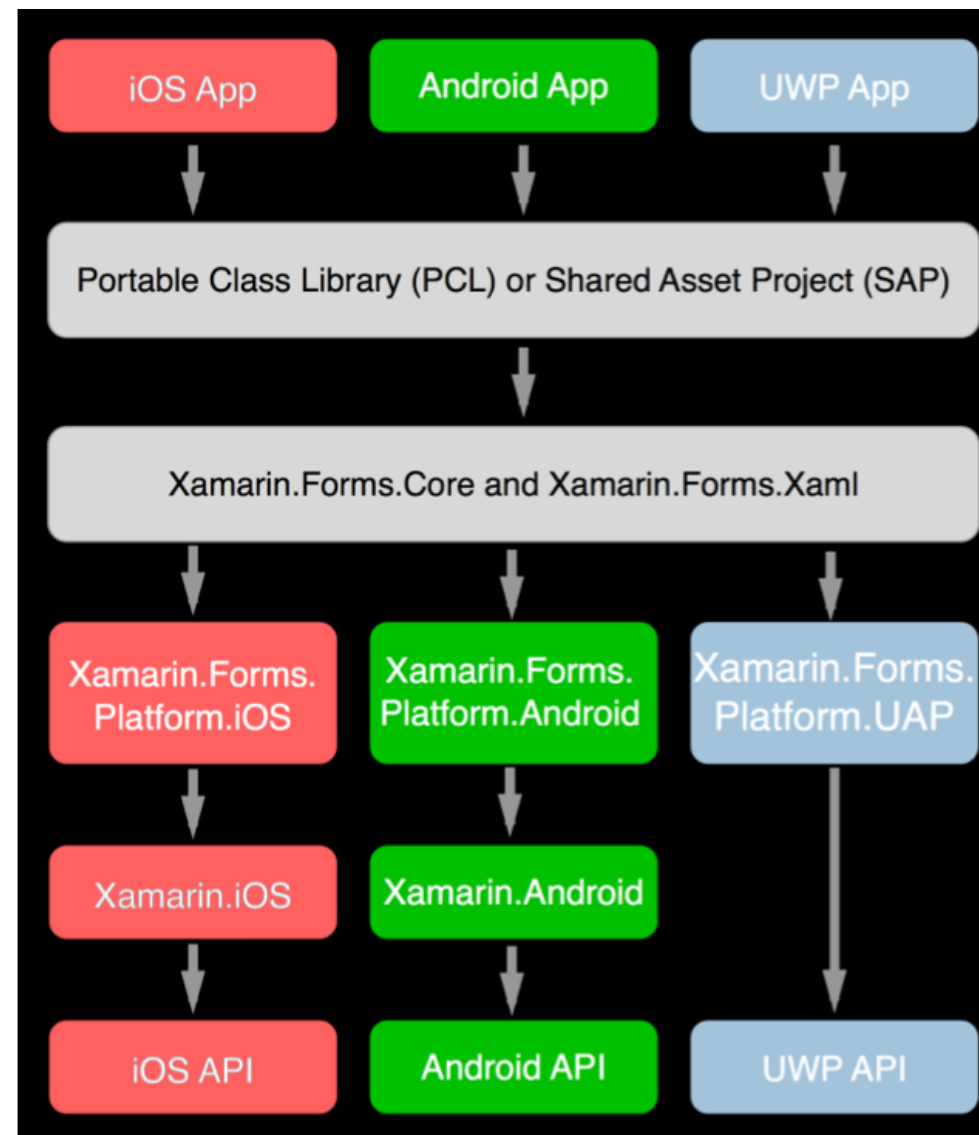 iOS App
Android App
UWP App
Portable Class Library (PCL) or Shared Asset Project (SAP)
Xamarin.Forms.Core and Xamarin.Forms.Xaml
Xamarin.Forms.
Platform.iOS
Xamarin.Forms.
Platform.Android
Xamarin.Forms.
Platform.UAP
Xamarin.iOS
Xamarin.Android
iOS API
Android API
UWP API